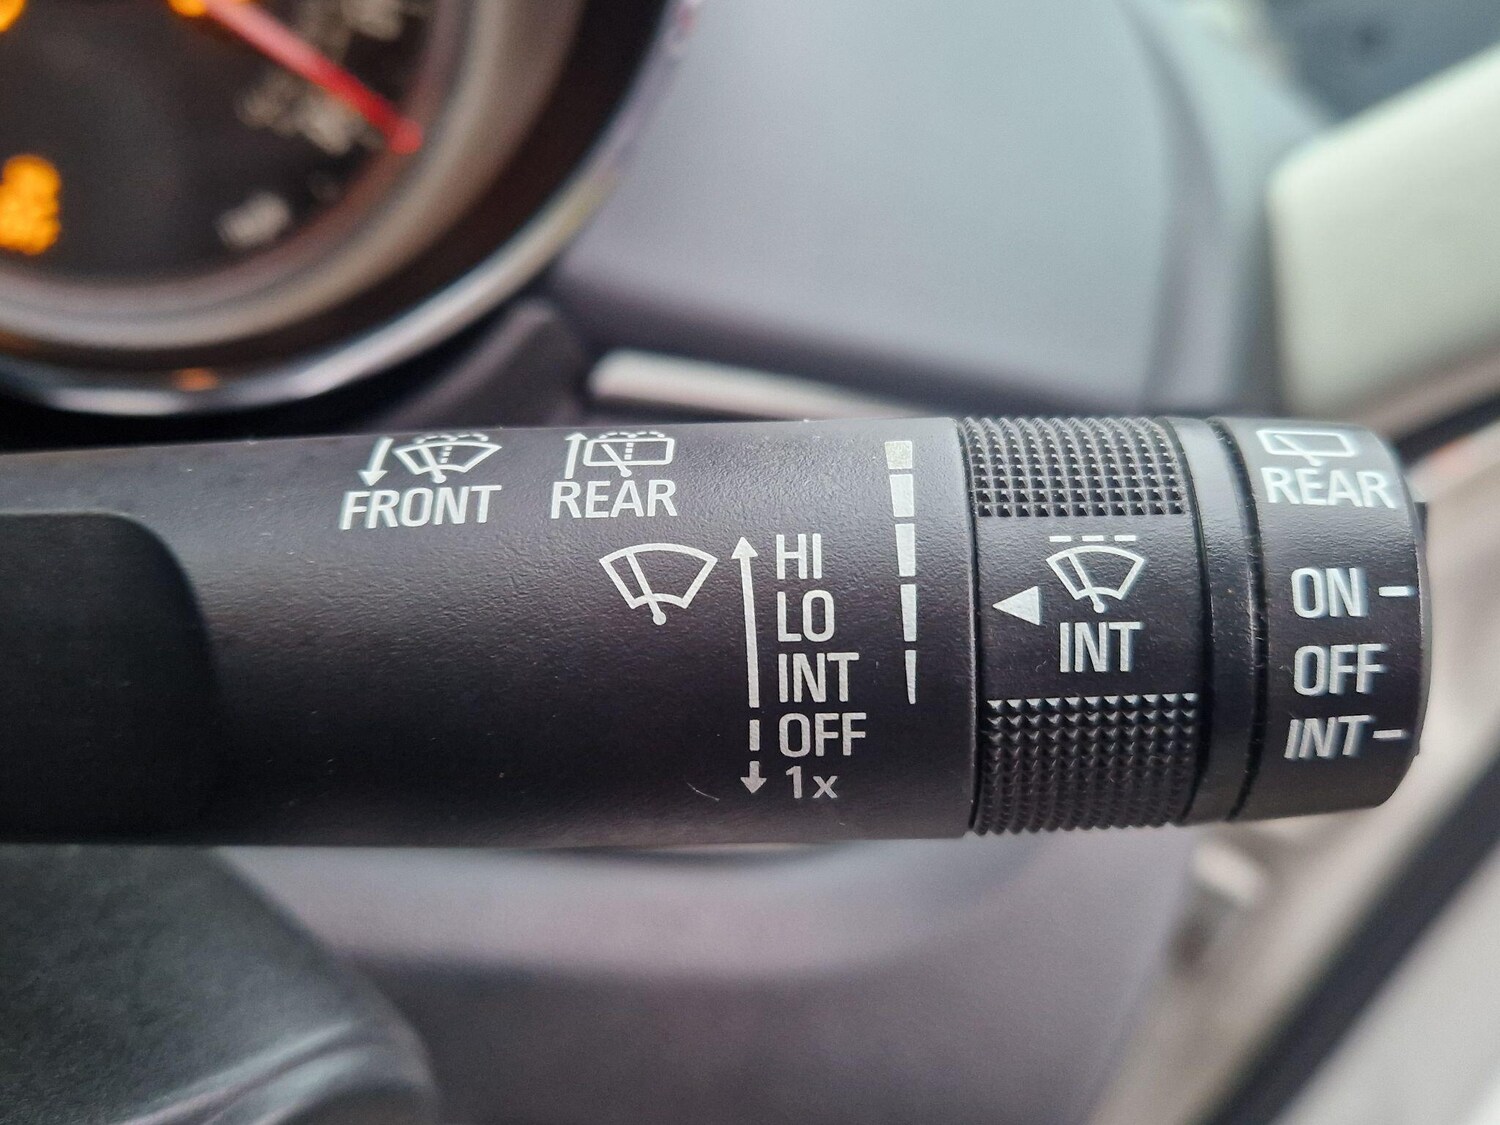 FRONT
REAR
HI
LO
INT
OFF
1x
INT
REAR
ON
OFF
INT